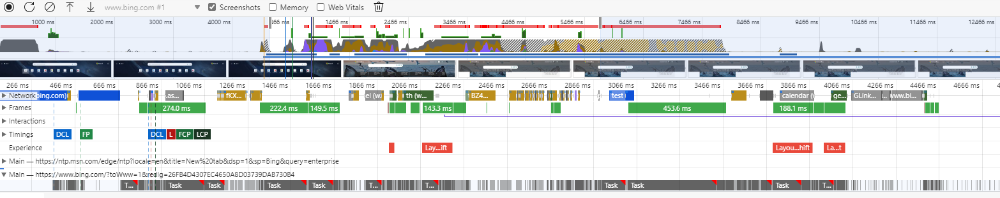 www.bing.com #1 Screenshots Memory Web Vitals
1000 ms 2000 ms 3000 ms 3466 ms 4466 ms 5466 ms 6466 ms 7466 ms 8466 ms 9466 ms 10466 ms 11466 ms 12466 ms
266 ms 466 ms 666 ms 866 ms 1066 ms 1266 ms 1466 ms 1666 ms 1866 ms 2066 ms 2266 ms 2466 ms 2666 ms 2866 ms 3066 ms 3266 ms 3466 ms 3666 ms 3866 ms 4066 ms 4266 ms 4466 ms 4666 ms
Network bing.com) .as... fKX... el (w. th (w... BZ4... test calendar (w ge... GLink... www.bi...
Frames 274.0 ms 222.4 ms 149.5 ms 143.3 ms 453.6 ms 188.1 ms
Interactions
Timings DCL FP DCL L FCP LCP
Experience Lay...ift Layou...hift La...t
Main — https://ntp.msn.com/edge/ntp?locale=en&title=New%20tab&dsp=1&sp=Bing&query=enterprise
Main — https://www.bing.com/?toWww=1&redig=26FB4D4307EC4650A8D03739DAB730B4
T... Task Task Task Task T... T... Task Task Task T...